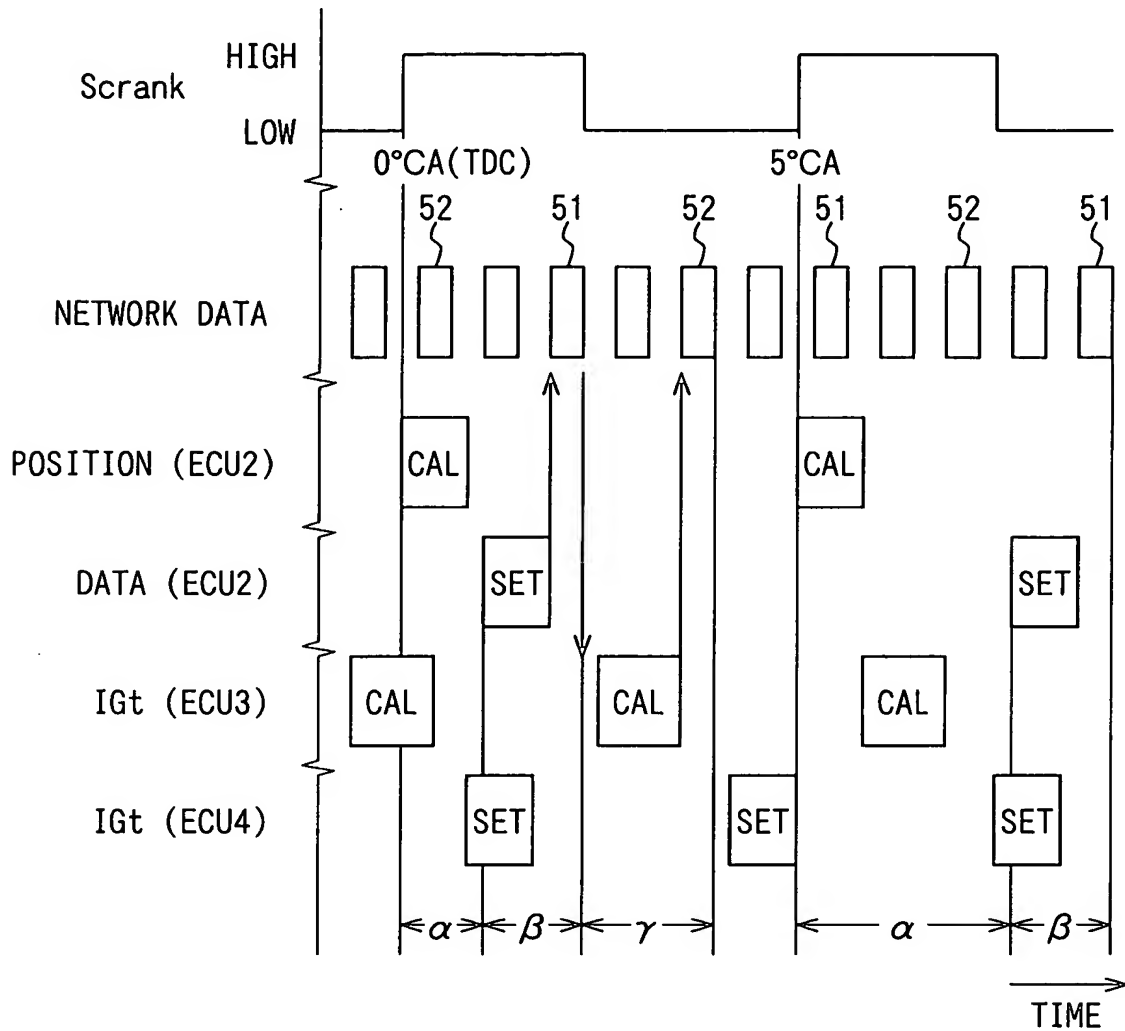 HIGH
Scrank
LOW
0°CA(TDC) 5°CA
52 51 52 51 52 51
NETWORK DATA
POSITION (ECU2) CAL CAL
DATA (ECU2) SET SET
IGt (ECU3) CAL CAL CAL
IGt (ECU4) SET SET SET
α β γ α β
TIME